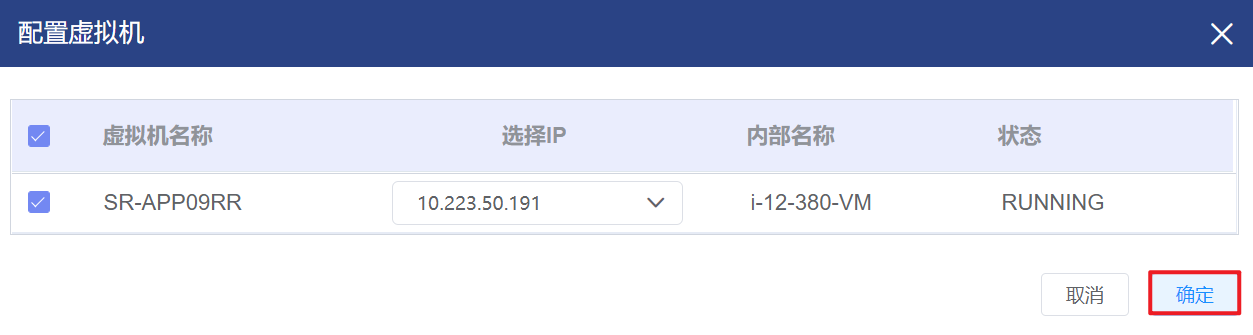 配置虚拟机
虚拟机名称 选择IP 内部名称 状态
SR-APP09RR 10.223.50.191 i-12-380-VM RUNNING
取消 确定